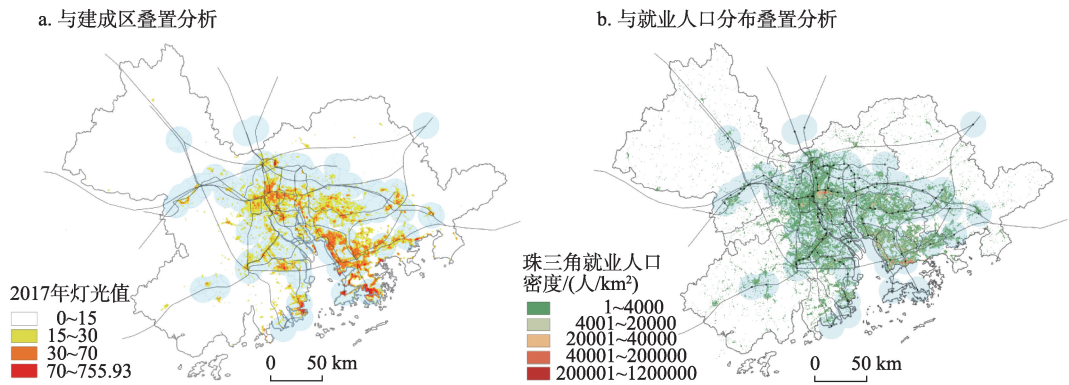 a. 与建成区叠置分析
2017年灯光值
0~15
15~30
30~70
70~755.93
0 50 km
b. 与就业人口分布叠置分析
珠三角就业人口
密度/(人/km²)
1~4000
4001~20000
20001~40000
40001~200000
200001~1200000
0 50 km